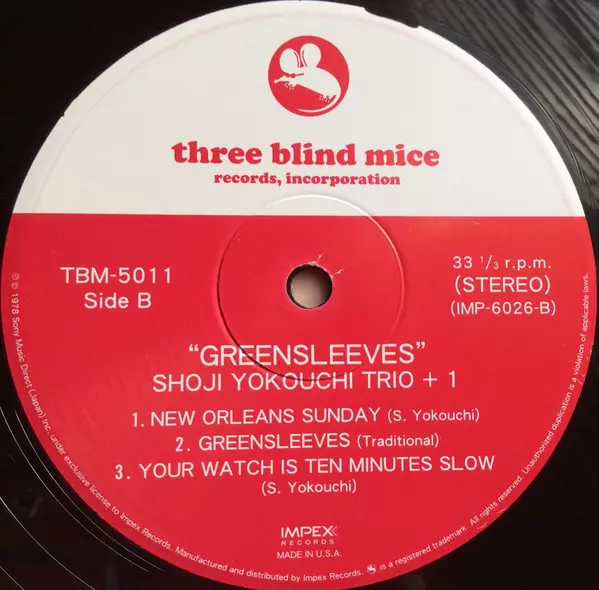 three blind mice
records, incorporation
TBM-5011
Side B
33 1/3 r.p.m.
(STEREO)
(IMP-6026-B)
“GREENSLEEVES”
SHOJI YOKOUCHI TRIO + 1
1. NEW ORLEANS SUNDAY (S. Yokouchi)
2. GREENSLEEVES (Traditional)
3. YOUR WATCH IS TEN MINUTES SLOW
(S. Yokouchi)
IMPEX
RECORDS
MADE IN U.S.A.
℗ © 1978 Sony Music Direct (Japan) Inc. under exclusive license to Impex Records. Manufactured and distributed by Impex Records. is a registered trademark. All rights reserved. Unauthorized duplication is a violation of applicable laws.